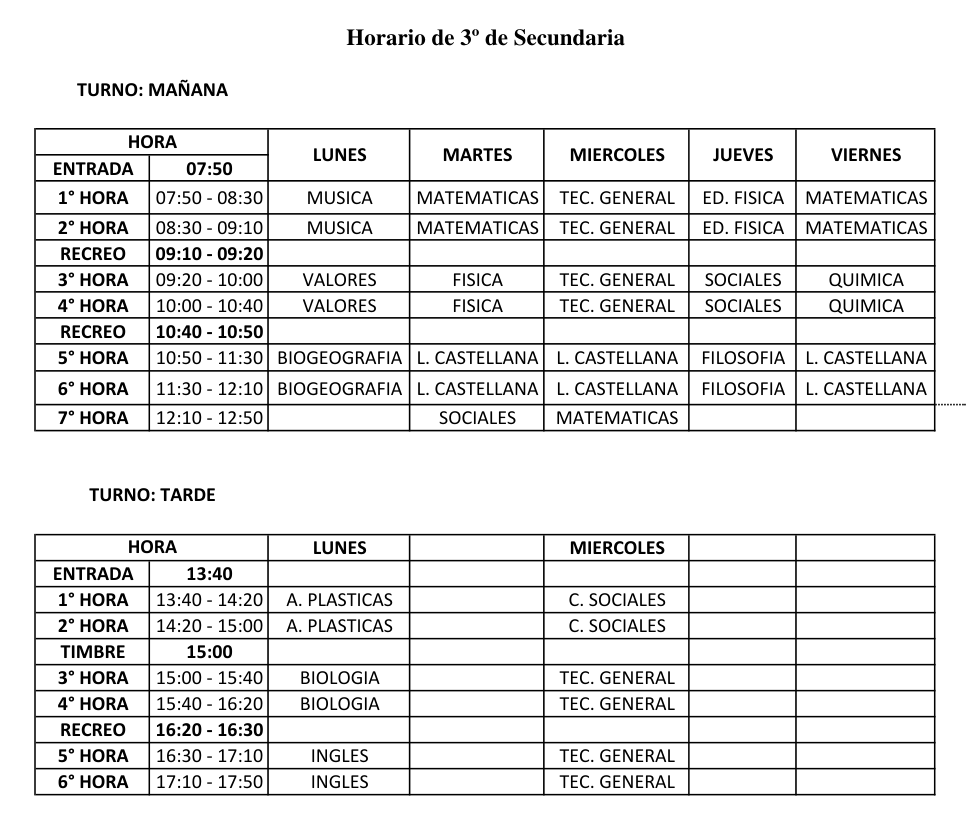 Horario de 3º de Secundaria
TURNO: MAÑANA
HORA LUNES MARTES MIERCOLES JUEVES VIERNES
ENTRADA 07:50
1° HORA 07:50 - 08:30 MUSICA MATEMATICAS TEC. GENERAL ED. FISICA MATEMATICAS
2° HORA 08:30 - 09:10 MUSICA MATEMATICAS TEC. GENERAL ED. FISICA MATEMATICAS
RECREO 09:10 - 09:20
3° HORA 09:20 - 10:00 VALORES FISICA TEC. GENERAL SOCIALES QUIMICA
4° HORA 10:00 - 10:40 VALORES FISICA TEC. GENERAL SOCIALES QUIMICA
RECREO 10:40 - 10:50
5° HORA 10:50 - 11:30 BIOGEOGRAFIA L. CASTELLANA L. CASTELLANA FILOSOFIA L. CASTELLANA
6° HORA 11:30 - 12:10 BIOGEOGRAFIA L. CASTELLANA L. CASTELLANA FILOSOFIA L. CASTELLANA
7° HORA 12:10 - 12:50 SOCIALES MATEMATICAS
TURNO: TARDE
HORA LUNES MIERCOLES
ENTRADA 13:40
1° HORA 13:40 - 14:20 A. PLASTICAS C. SOCIALES
2° HORA 14:20 - 15:00 A. PLASTICAS C. SOCIALES
TIMBRE 15:00
3° HORA 15:00 - 15:40 BIOLOGIA TEC. GENERAL
4° HORA 15:40 - 16:20 BIOLOGIA TEC. GENERAL
RECREO 16:20 - 16:30
5° HORA 16:30 - 17:10 INGLES TEC. GENERAL
6° HORA 17:10 - 17:50 INGLES TEC. GENERAL